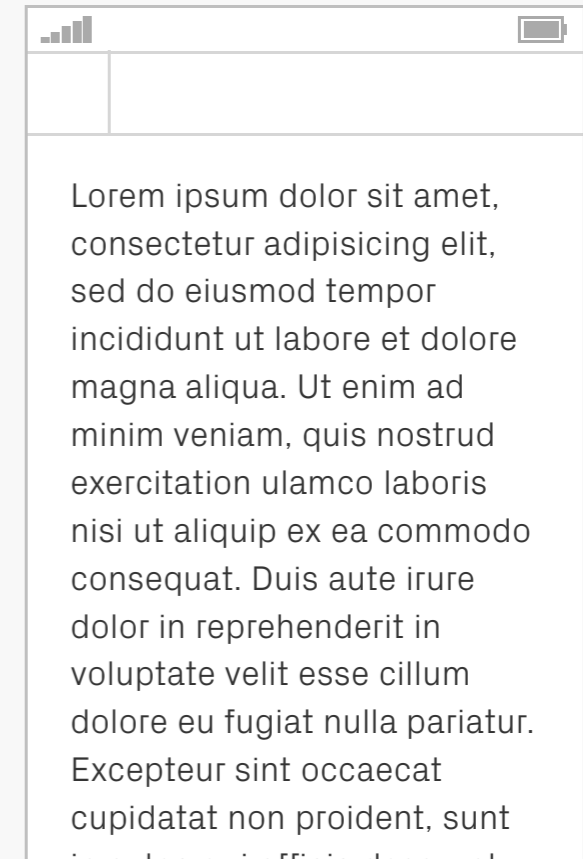 Lorem ipsum dolor sit amet,
consectetur adipisicing elit,
sed do eiusmod tempor
incididunt ut labore et dolore
magna aliqua. Ut enim ad
minim veniam, quis nostrud
exercitation ulamco laboris
nisi ut aliquip ex ea commodo
consequat. Duis aute irure
dolor in reprehenderit in
voluptate velit esse cillum
dolore eu fugiat nulla pariatur.
Excepteur sint occaecat
cupidatat non proident, sunt